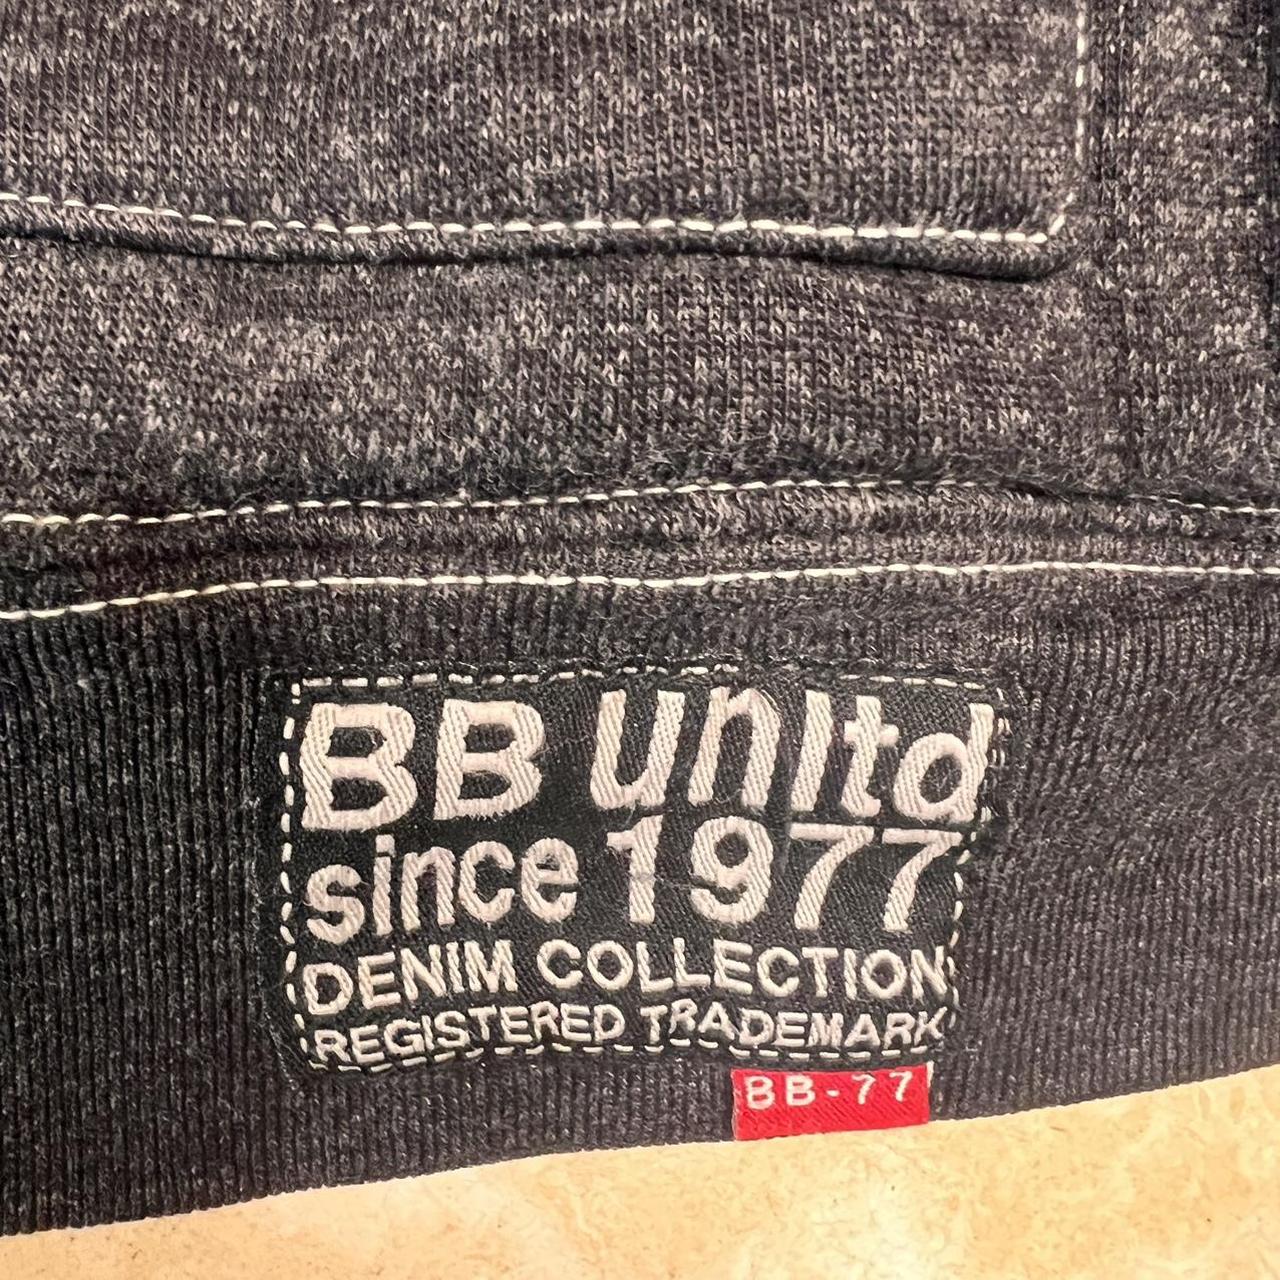 BB unltd
since 1977
DENIM COLLECTION
REGISTERED TRADEMARK
BB-77